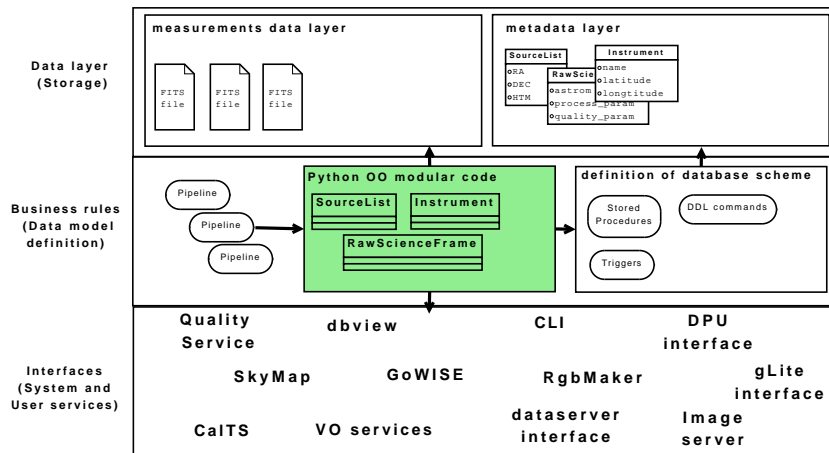 Data layer
(Storage)
measurements data layer
FITS
file
FITS
file
FITS
file
metadata layer
SourceList
RA
DEC
HTM
RawScie
astrom
process_param
quality_param
Instrument
name
latitude
longtitude
Business rules
(Data model
definition)
Pipeline
Pipeline
Pipeline
Python OO modular code
SourceList
Instrument
RawScienceFrame
definition of database scheme
Stored
Procedures
DDL commands
Triggers
Interfaces
(System and
User services)
Quality
Service
dbview
CLI
DPU
interface
SkyMap
GoWISE
RgbMaker
gLite
interface
CalTS
VO services
dataserver
interface
Image
server